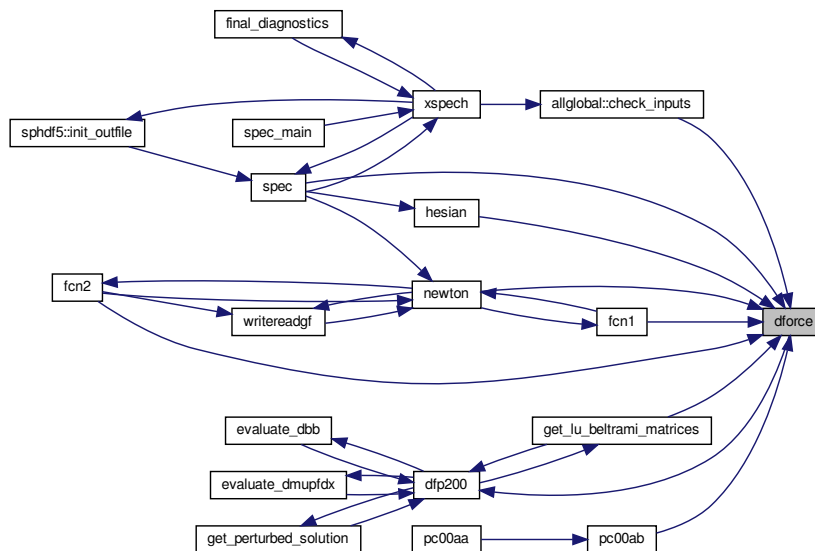 final_diagnostics
xspech
allglobal::check_inputs
sphdf5::init_outfile
spec_main
spec
hesian
fcn2
newton
writereadgf
fcn1
dforce
evaluate_dbb
get_lu_beltrami_matrices
evaluate_dmupfdx
dfp200
get_perturbed_solution
pc00aa
pc00ab